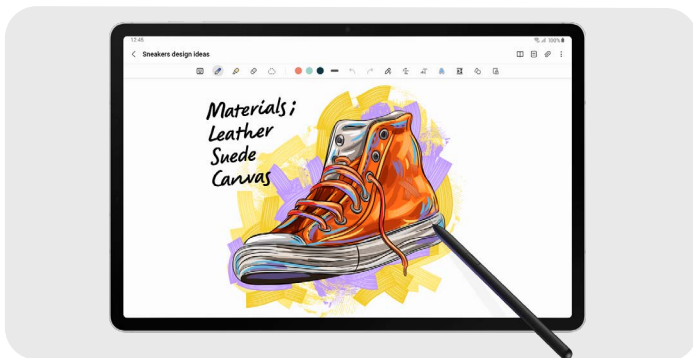 12:45
100%
Sneakers design ideas
Materials;
Leather
Suede
Canvas